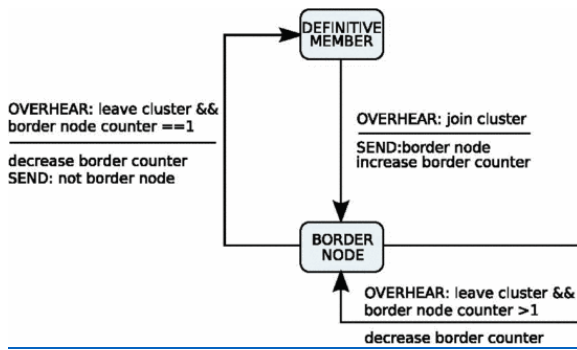 DEFINITIVE
MEMBER
OVERHEAR: leave cluster &&
border node counter ==1
decrease border counter
SEND: not border node
OVERHEAR: join cluster
SEND:border node
increase border counter
BORDER
NODE
OVERHEAR: leave cluster &&
border node counter >1
decrease border counter